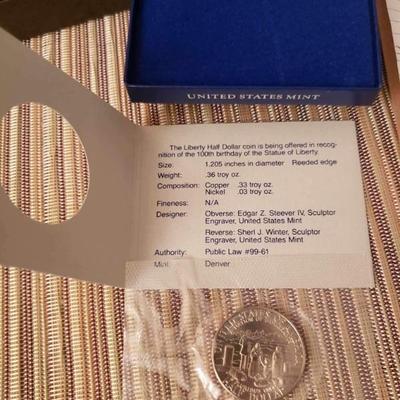 UNITED STATES MINT
The Liberty Half Dollar coin is being offered in recog-
nition of the 100th birthday of the Statue of Liberty.
Size: 1.205 inches in diameter Reeded edge
Weight: .36 troy oz.
Composition: Copper .33 troy oz.
Nickel .03 troy oz.
Fineness: N/A
Designer: Obverse: Edgar Z. Steever IV, Sculptor
Engraver, United States Mint
Reverse: Sherl J. Winter, Sculptor
Engraver, United States Mint
Authority: Public Law #99-61
Mint: Denver
HALF DOLLAR